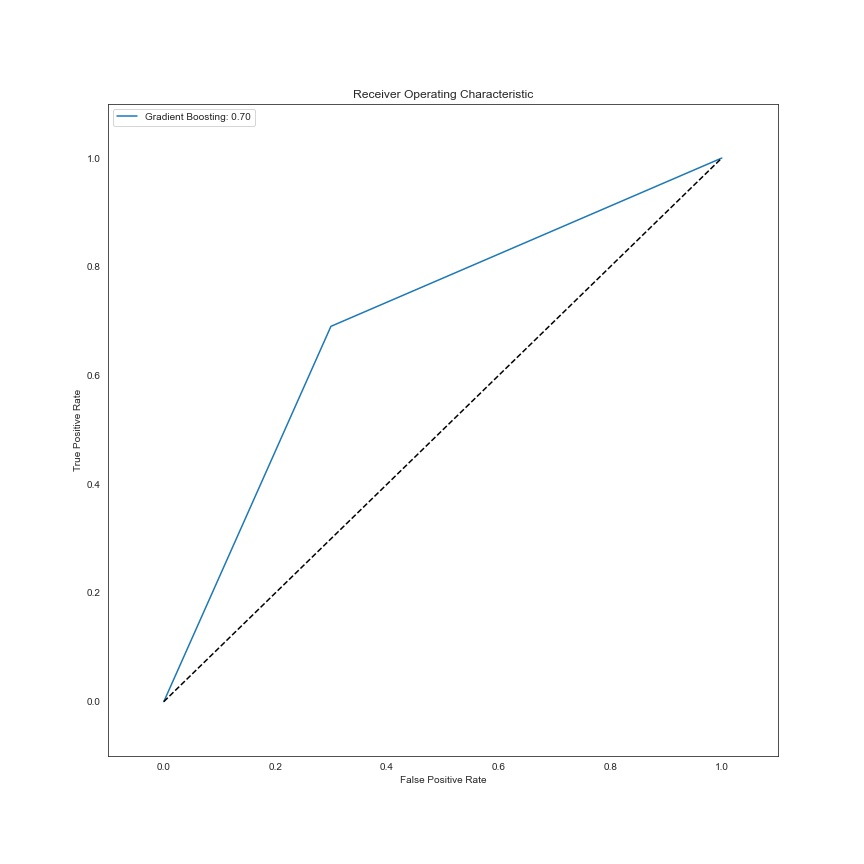 Receiver Operating Characteristic
Gradient Boosting: 0.70
1.0
0.8
0.6
0.4
0.2
0.0
True Positive Rate
0.0 0.2 0.4 0.6 0.8 1.0
False Positive Rate